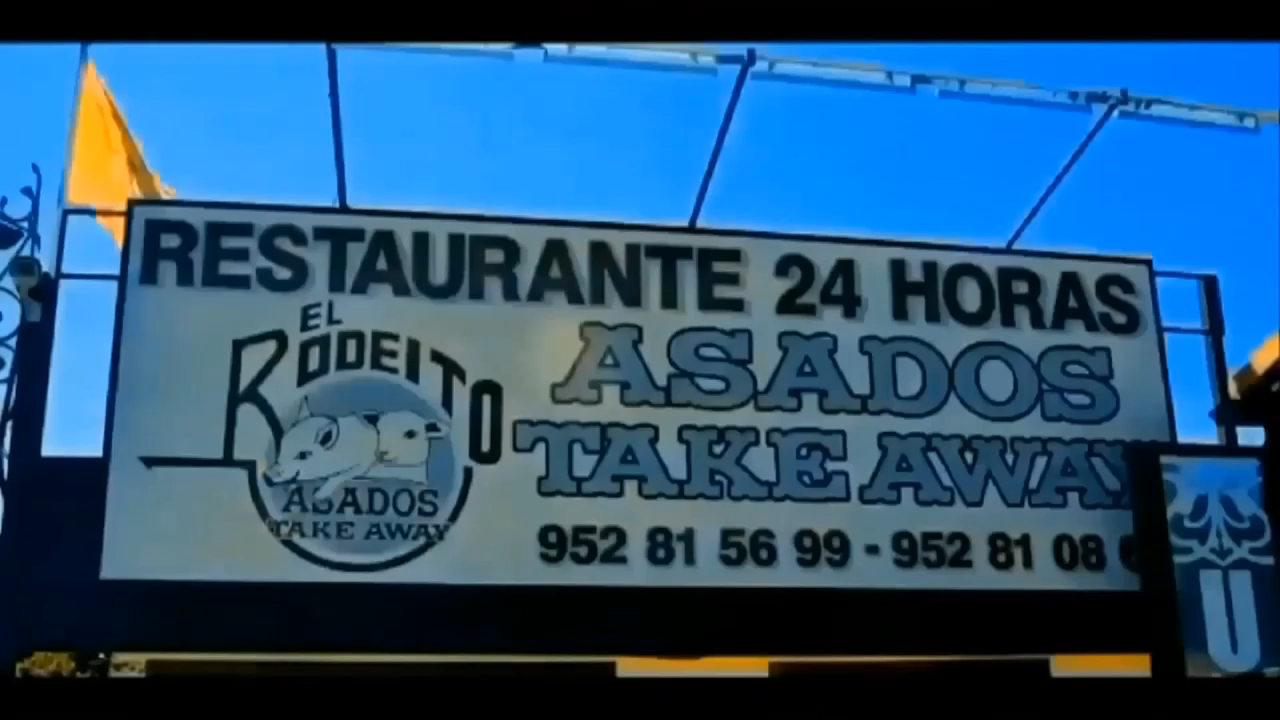 RESTAURANTE 24 HORAS
EL
RODEITO
ASADOS
TAKE AWAY
ASADOS
TAKE AWAY
952 81 56 99 - 952 81 08
U